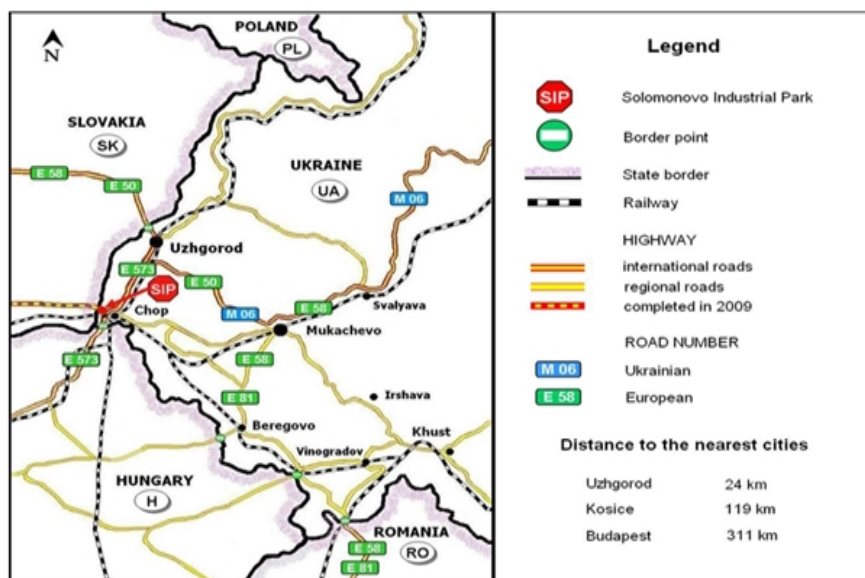 POLAND
PL
N
SLOVAKIA
SK
UKRAINE
UA
E 58
E 50
M 06
Uzhgorod
E 573
E 50
SIP
Svalyava
E 58
M 06
Chop
Mukachevo
E 573
E 58
Irshava
E 81
Beregovo
Khust
Vinogradov
HUNGARY
H
ROMANIA
RO
E 58
E 81
Legend
SIP Solomonovo Industrial Park
Border point
State border
Railway
HIGHWAY
international roads
regional roads
completed in 2009
ROAD NUMBER
M 06 Ukrainian
E 58 European
Distance to the nearest cities
Uzhgorod 24 km
Kosice 119 km
Budapest 311 km